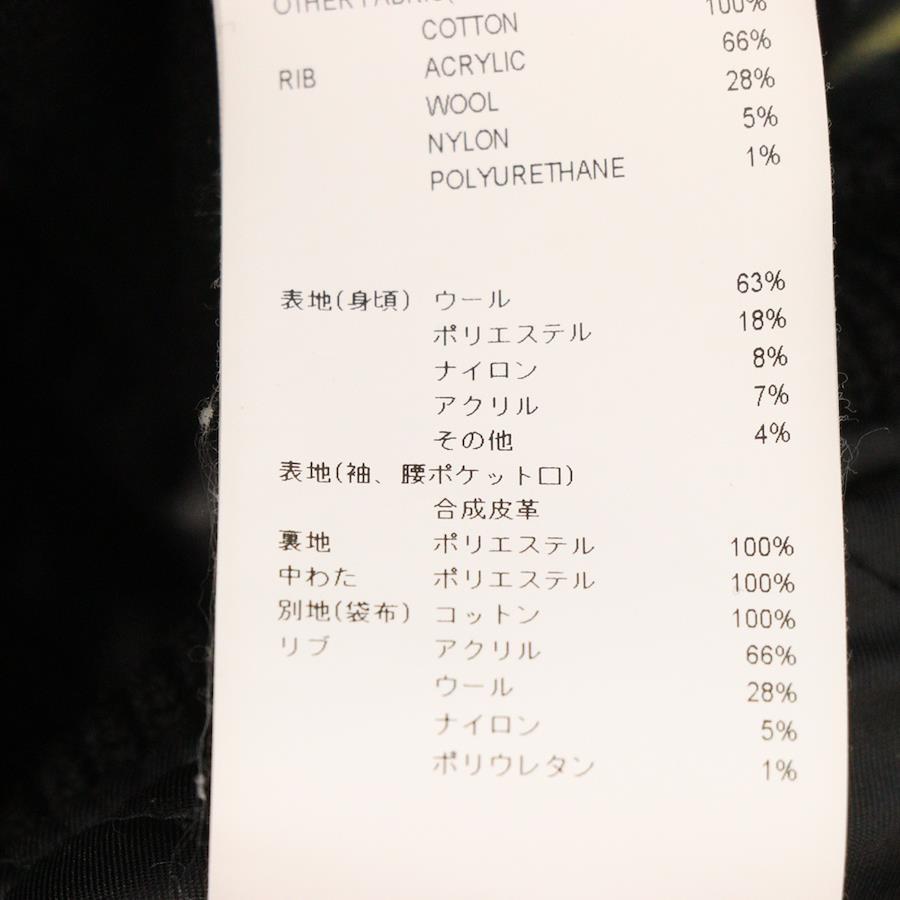 OTHER FABRIC(
COTTON 100%
RIB ACRYLIC 66%
WOOL 28%
NYLON 5%
POLYURETHANE 1%
表地(身頃) ウール 63%
ポリエステル 18%
ナイロン 8%
アクリル 7%
その他 4%
表地(袖、腰ポケット口)
合成皮革
裏地 ポリエステル 100%
中わた ポリエステル 100%
別地(袋布) コットン 100%
リブ アクリル 66%
ウール 28%
ナイロン 5%
ポリウレタン 1%